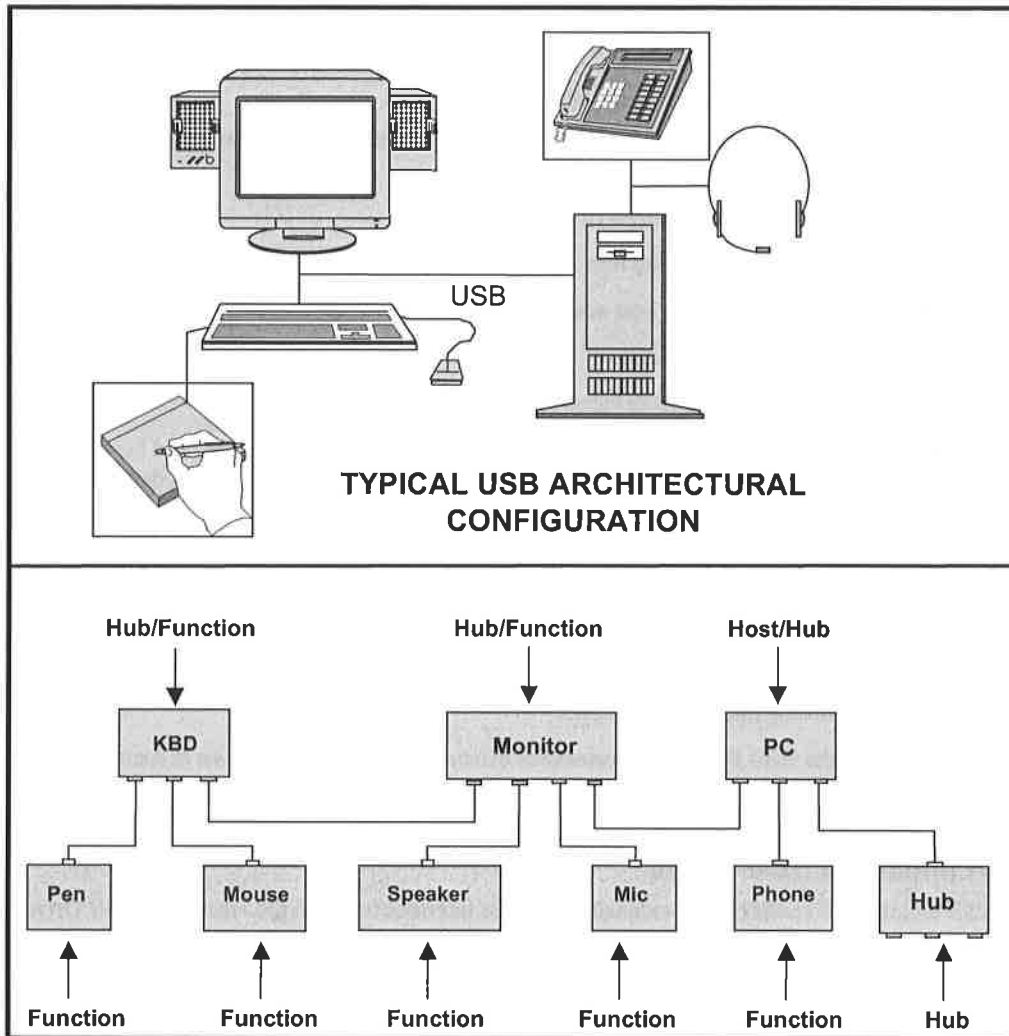 USB
TYPICAL USB ARCHITECTURAL
CONFIGURATION
Hub/Function Hub/Function Host/Hub
KBD Monitor PC
Pen Mouse Speaker Mic Phone Hub
Function Function Function Function Function Hub